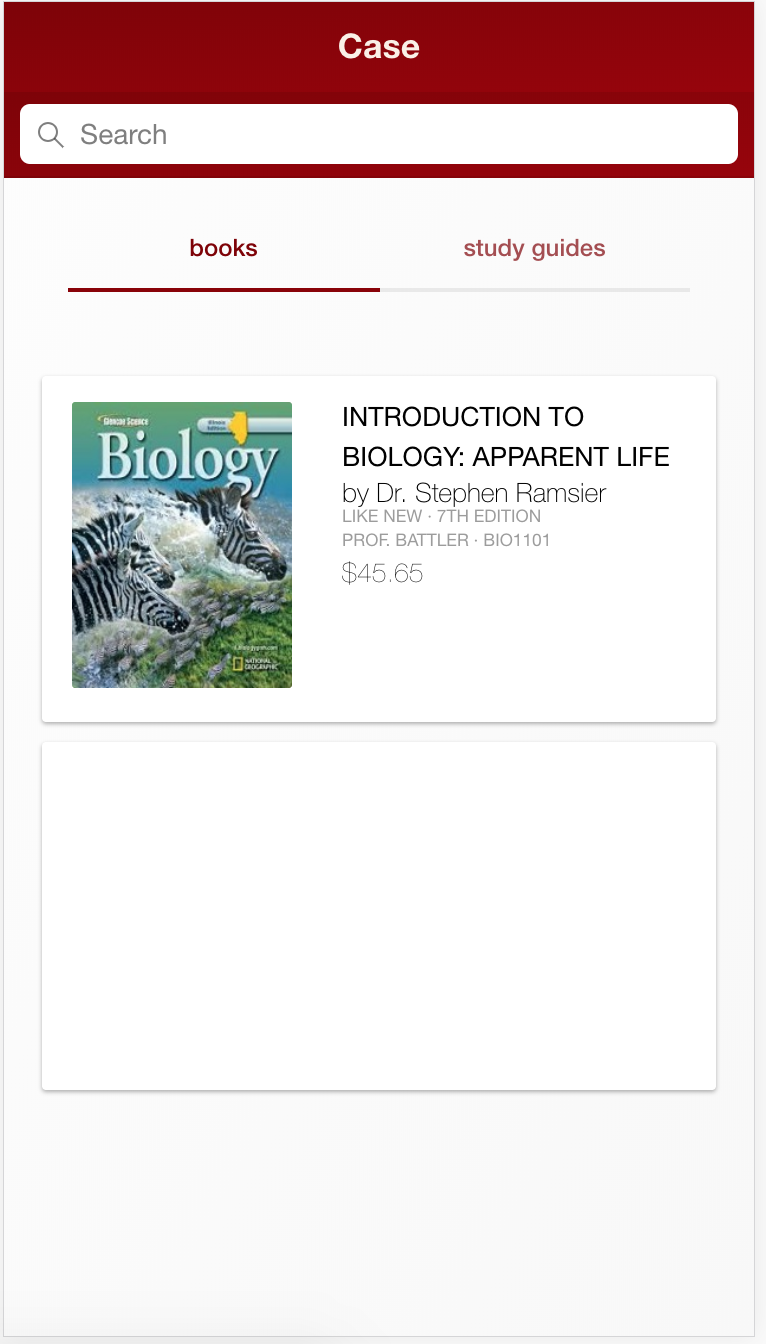 Case
Search
books
study guides
Glencoe Science
Illinois
Edition
Biology
NATIONAL
GEOGRAPHIC
INTRODUCTION TO
BIOLOGY: APPARENT LIFE
by Dr. Stephen Ramsier
LIKE NEW · 7TH EDITION
PROF. BATTLER · BIO1101
$45.65